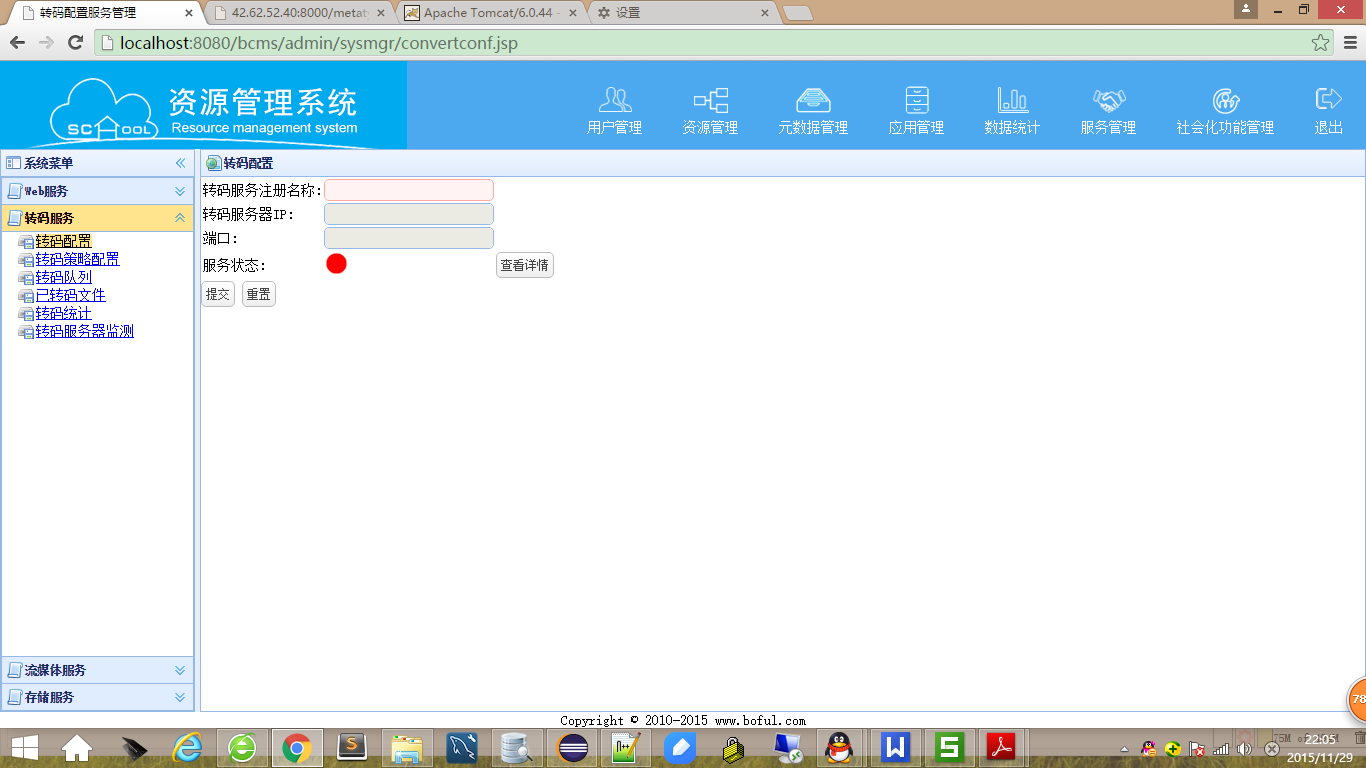 转码配置服务管理
42.62.52.40:8000/metaty
Apache Tomcat/6.0.44 -
设置
localhost:8080/bcms/admin/sysmgr/convertconf.jsp
SCHOOL
资源管理系统
Resource management system
用户管理
资源管理
元数据管理
应用管理
数据统计
服务管理
社会化功能管理
退出
系统菜单
转码配置
Web服务
转码服务
转码配置
转码策略配置
转码队列
已转码文件
转码统计
转码服务器监测
转码服务注册名称:
转码服务器IP:
端口:
服务状态:
查看详情
提交
重置
流媒体服务
存储服务
78
Copyright © 2010-2015 www.boful.com
22:05
2015/11/29